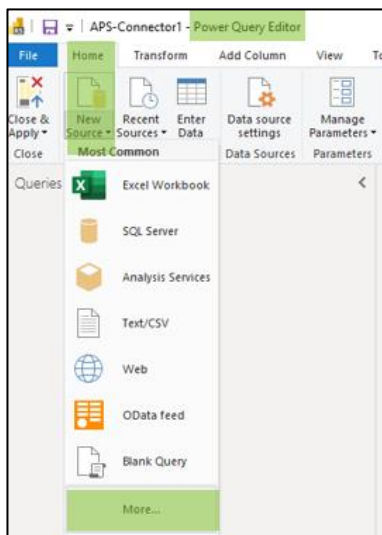 APS-Connector1 - Power Query Editor
File Home Transform Add Column View
Close & Apply New Source Recent Sources Enter Data Data source settings Manage Parameters
Close Most Common Data Sources Parameters
Queries
Excel Workbook
SQL Server
Analysis Services
Text/CSV
Web
OData feed
Blank Query
More...